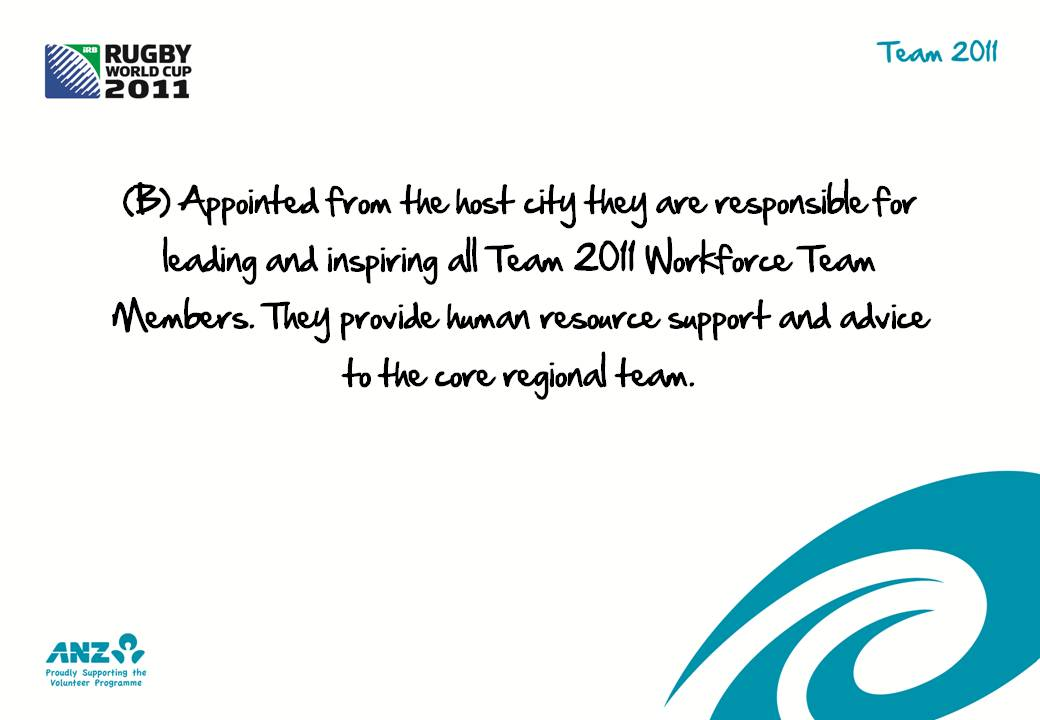 iRB
RUGBY
WORLD CUP
2011
Team 2011
(B) Appointed from the host city they are responsible for
leading and inspiring all Team 2011 Workforce Team
Members. They provide human resource support and advice
to the core regional team.
ANZ
Proudly Supporting the
Volunteer Programme